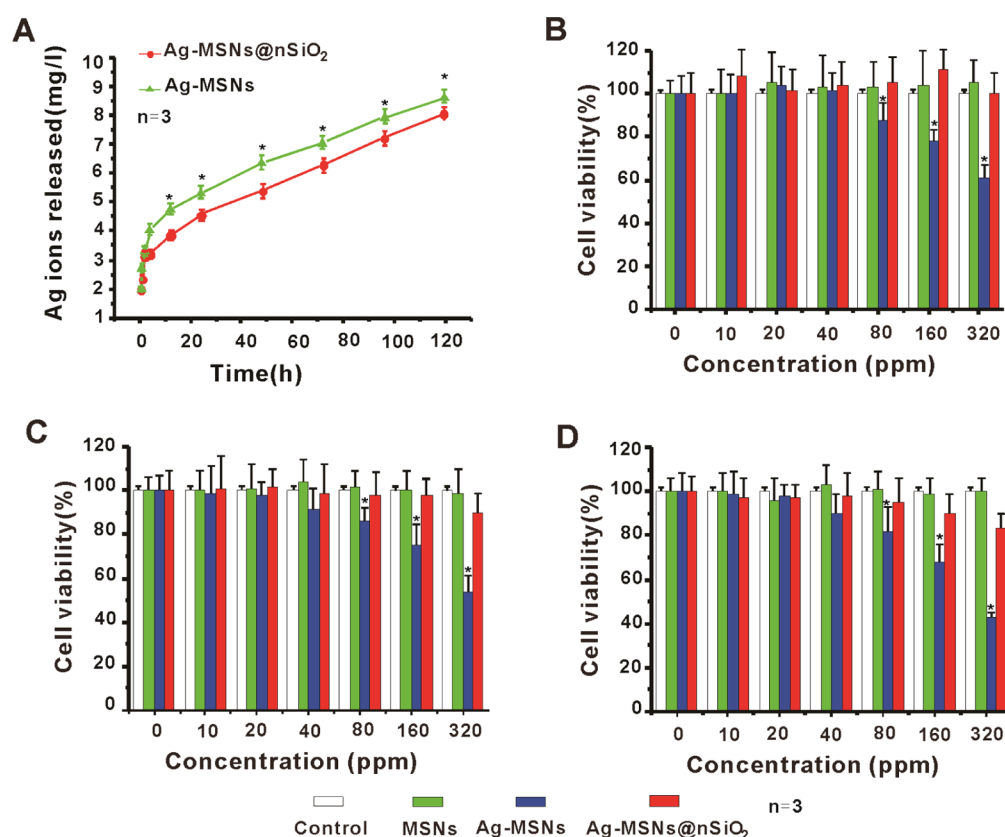 A
Ag-MSNs@nSiO₂
Ag-MSNs
n=3
Ag ions released(mg/l)
9
8
7
6
5
4
3
2
1
* * * * * *
0 20 40 60 80 100 120
Time(h)
B
Cell viability(%)
120
100
80
60
40
20
0
* * *
0 10 20 40 80 160 320
Concentration (ppm)
C
Cell viability(%)
120
100
80
60
40
20
0
* * *
0 10 20 40 80 160 320
Concentration (ppm)
D
Cell viability(%)
120
100
80
60
40
20
0
* * *
0 10 20 40 80 160 320
Concentration (ppm)
Control MSNs Ag-MSNs Ag-MSNs@nSiO₂ n=3